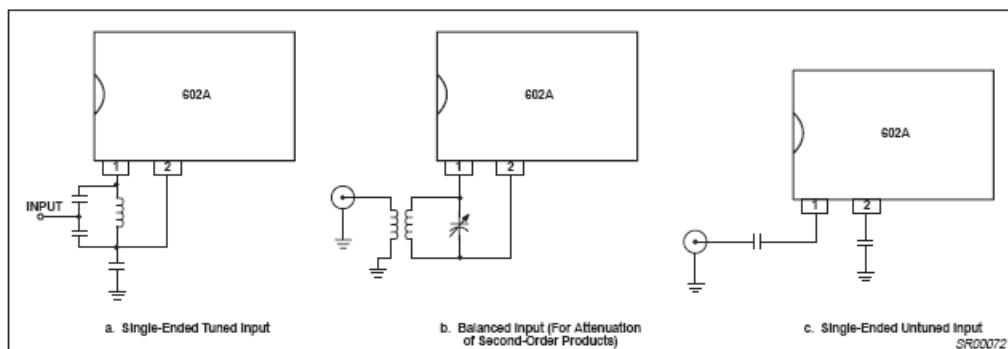 602A
1 2
INPUT
a. Single-Ended Tuned Input
602A
1 2
b. Balanced Input (For Attenuation
of Second-Order Products)
602A
1 2
c. Single-Ended Untuned Input
SR00072